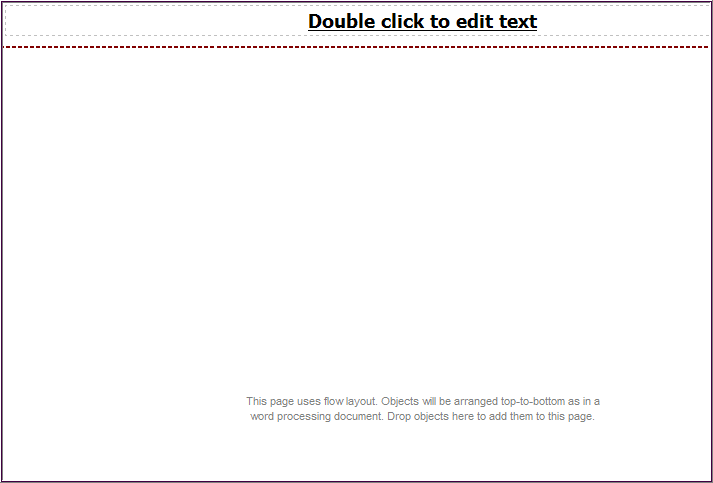 Double click to edit text
This page uses flow layout. Objects will be arranged top-to-bottom as in a
word processing document. Drop objects here to add them to this page.